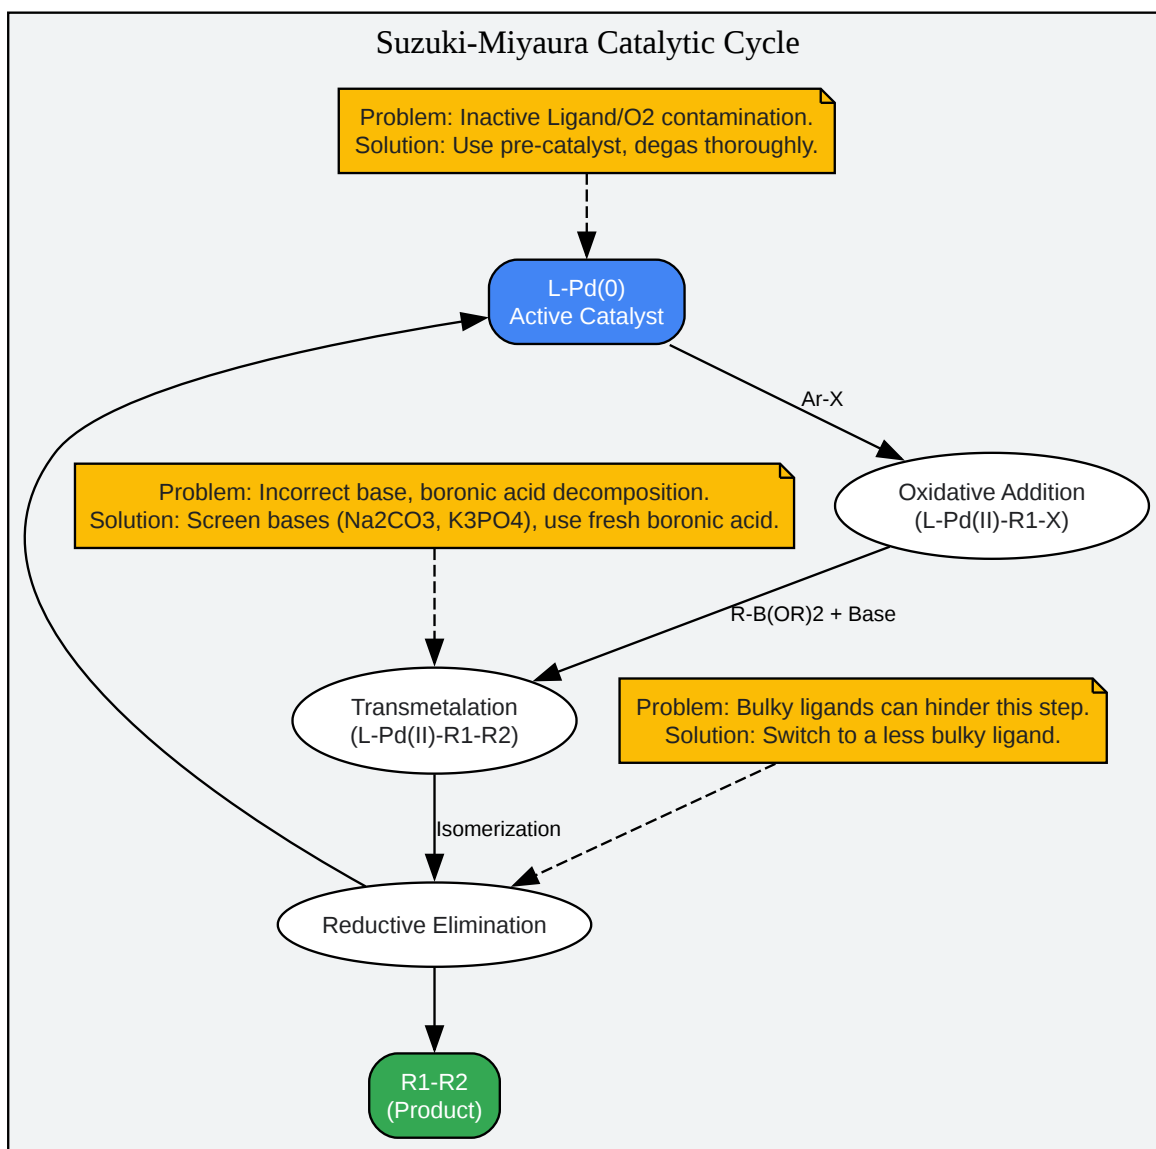 Suzuki-Miyaura Catalytic Cycle
Problem: Inactive Ligand/O2 contamination.
Solution: Use pre-catalyst, degas thoroughly.
L-Pd(0)
Active Catalyst
Ar-X
Problem: Incorrect base, boronic acid decomposition.
Solution: Screen bases (Na2CO3, K3PO4), use fresh boronic acid.
Oxidative Addition
(L-Pd(II)-R1-X)
R-B(OR)2 + Base
Transmetalation
(L-Pd(II)-R1-R2)
Problem: Bulky ligands can hinder this step.
Solution: Switch to a less bulky ligand.
Isomerization
Reductive Elimination
R1-R2
(Product)